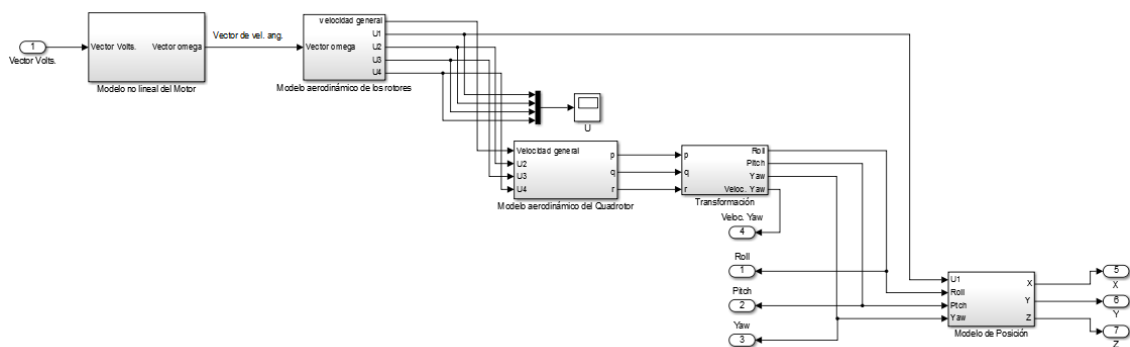 1
Vector Volts.
Vector Volts.
Vector omega
Modelo no lineal del Motor
Vector de vel. ang.
Vector omega
velocidad general
U1
U2
U3
U4
Modelo aerodinámico de los rotores
U
Velocidad general
U2
U3
U4
p
q
r
Modelo aerodinámico del Quadrotor
p
q
r
Roll
Pitch
Yaw
Veloc. Yaw
Transformación
Veloc. Yaw
4
Roll
1
Pitch
2
Yaw
3
U1
Roll
Ptch
Yaw
X
Y
Z
Modelo de Posición
5
X
6
Y
7
Z